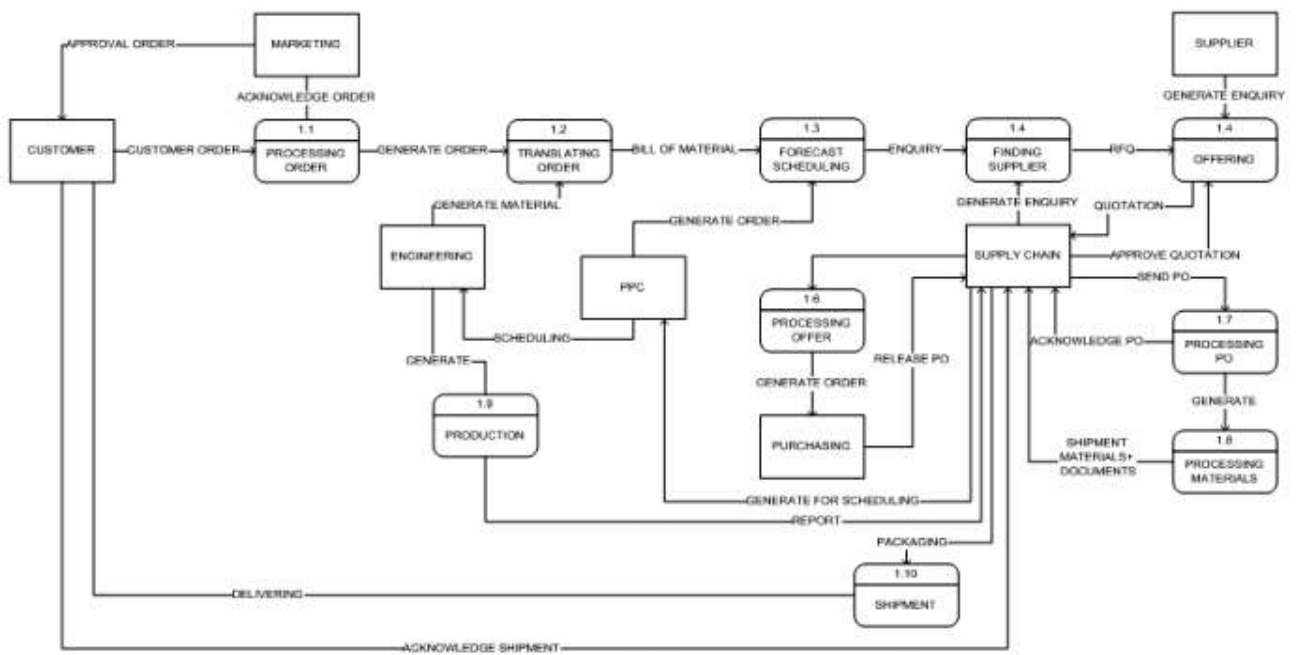 APPROVAL ORDER
MARKETING
SUPPLIER
ACKNOWLEDGE ORDER
GENERATE ENQUIRY
CUSTOMER
CUSTOMER ORDER
1.1
PROCESSING
ORDER
GENERATE ORDER
1.2
TRANSLATING
ORDER
BILL OF MATERIAL
1.3
FORECAST
SCHEDULING
ENQUIRY
1.4
FINDING
SUPPLIER
RFQ
1.4
OFFERING
GENERATE MATERIAL
GENERATE ORDER
GENERATE ENQUIRY
QUOTATION
ENGINEERING
PPC
SUPPLY CHAIN
APPROVE QUOTATION
SEND PO
1.6
PROCESSING
OFFER
1.7
PROCESSING
PO
SCHEDULING
ACKNOWLEDGE PO
GENERATE
RELEASE PO
GENERATE ORDER
GENERATE
1.9
PRODUCTION
PURCHASING
SHIPMENT
MATERIALS+
DOCUMENTS
1.8
PROCESSING
MATERIALS
GENERATE FOR SCHEDULING
REPORT
PACKAGING
1.10
SHIPMENT
DELIVERING
ACKNOWLEDGE SHIPMENT